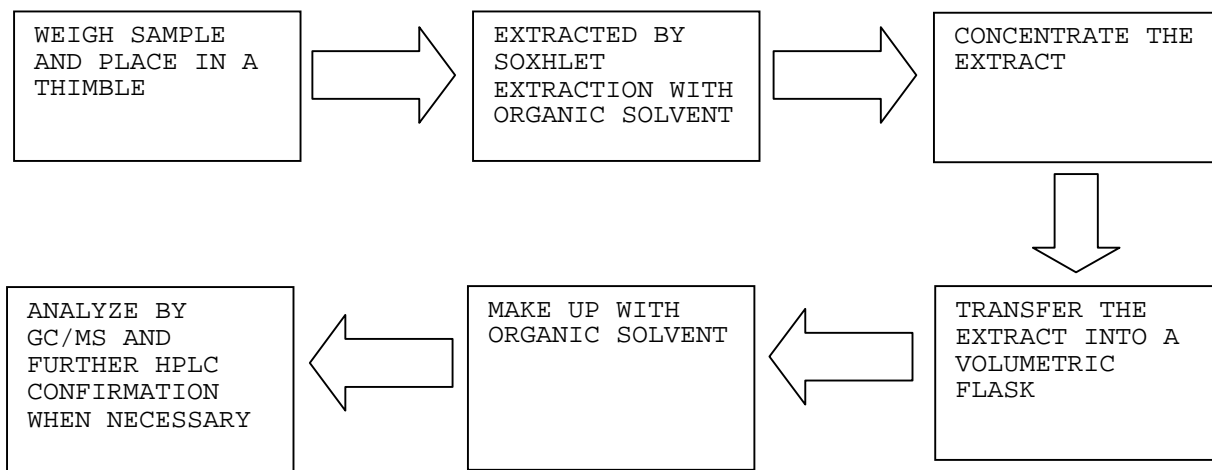 WEIGH SAMPLE
AND PLACE IN A
THIMBLE
EXTRACTED BY
SOXHLET
EXTRACTION WITH
ORGANIC SOLVENT
CONCENTRATE THE
EXTRACT
TRANSFER THE
EXTRACT INTO A
VOLUMETRIC
FLASK
MAKE UP WITH
ORGANIC SOLVENT
ANALYZE BY
GC/MS AND
FURTHER HPLC
CONFIRMATION
WHEN NECESSARY